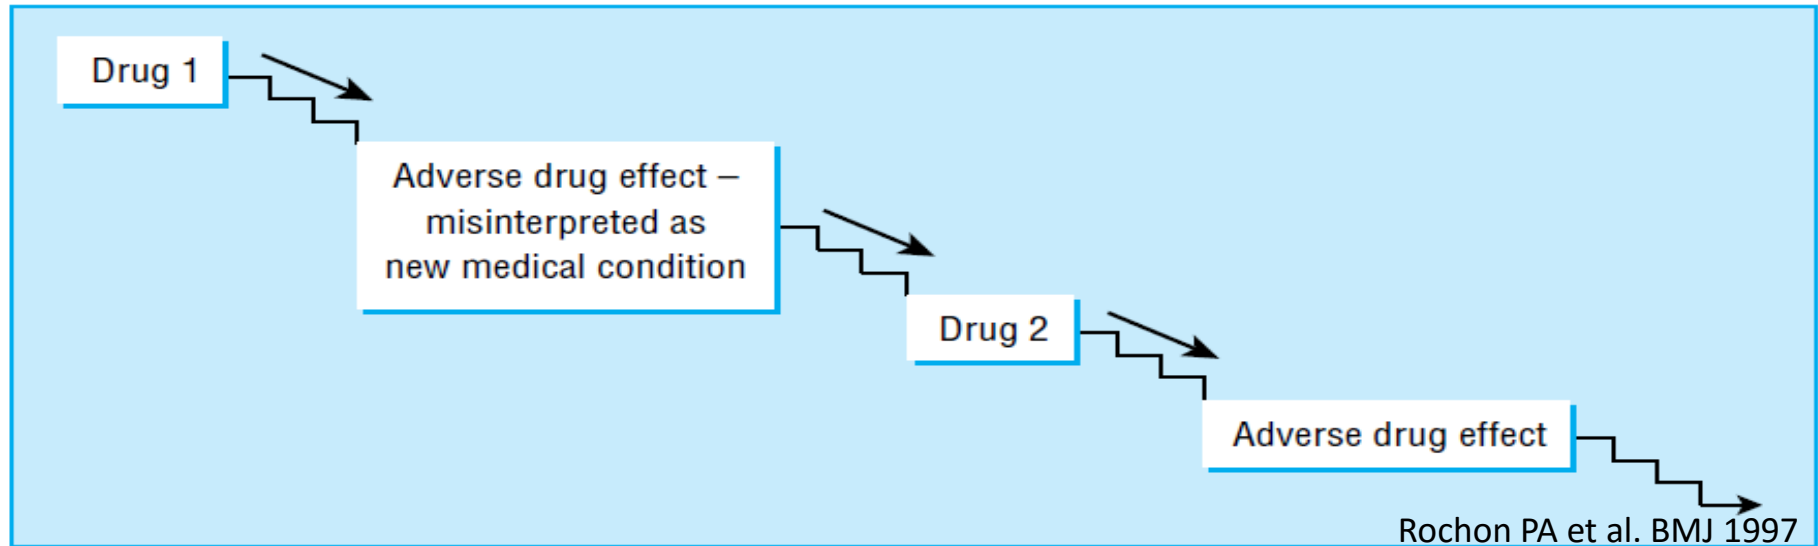 Drug 1
Adverse drug effect –
misinterpreted as
new medical condition
Drug 2
Adverse drug effect
Rochon PA et al. BMJ 1997